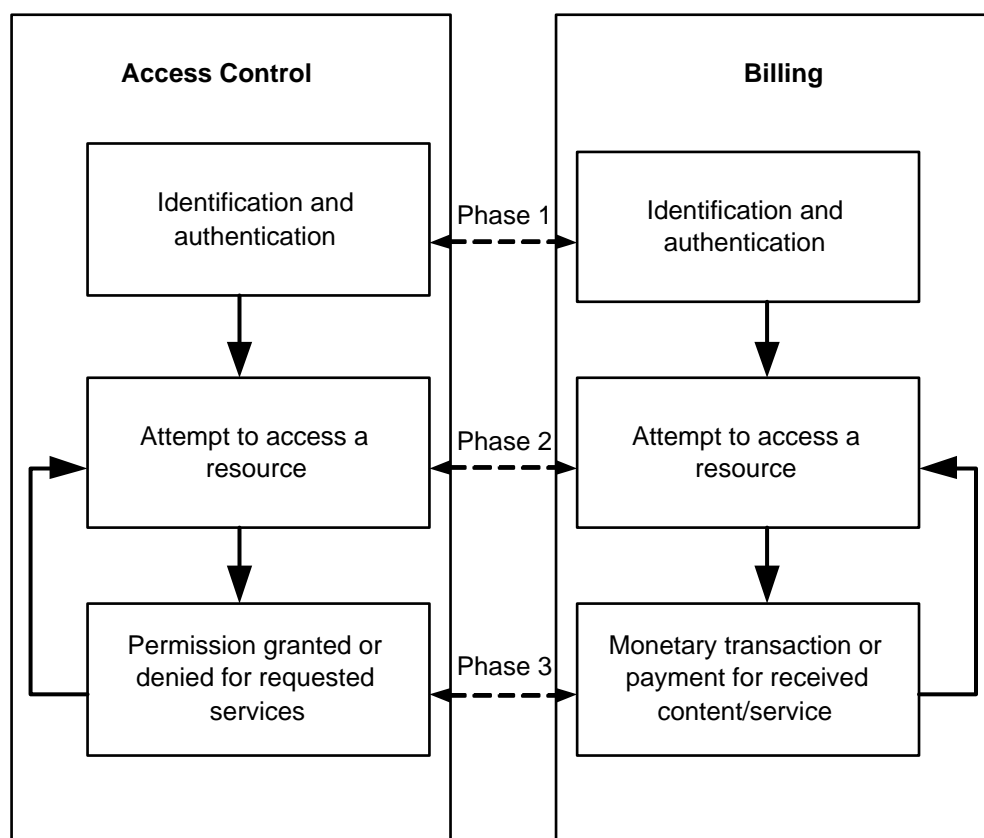 Access Control
Identification and
authentication
Attempt to access a
resource
Permission granted or
denied for requested
services
Phase 1
Phase 2
Phase 3
Billing
Identification and
authentication
Attempt to access a
resource
Monetary transaction or
payment for received
content/service